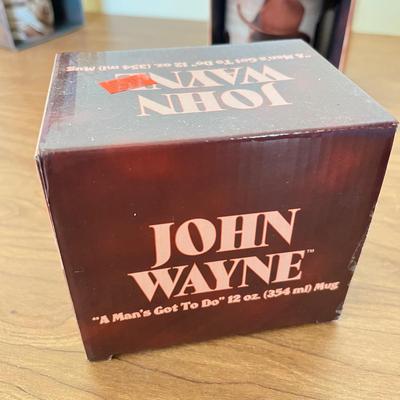 "A Man's Got To Do" 12 oz. (354 ml) Mug
JOHN
WAYNE
JOHN
WAYNE™
"A Man's Got To Do" 12 oz. (354 ml) Mug